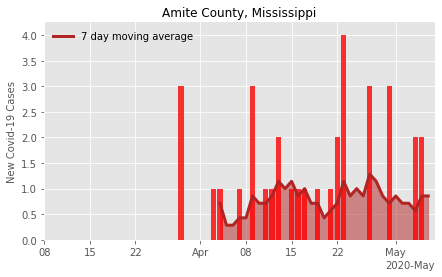 Amite County, Mississippi
7 day moving average
New Covid-19 Cases
4.0
3.5
3.0
2.5
2.0
1.5
1.0
0.5
0.0
08 15 22 Apr 08 15 22 May
2020-May